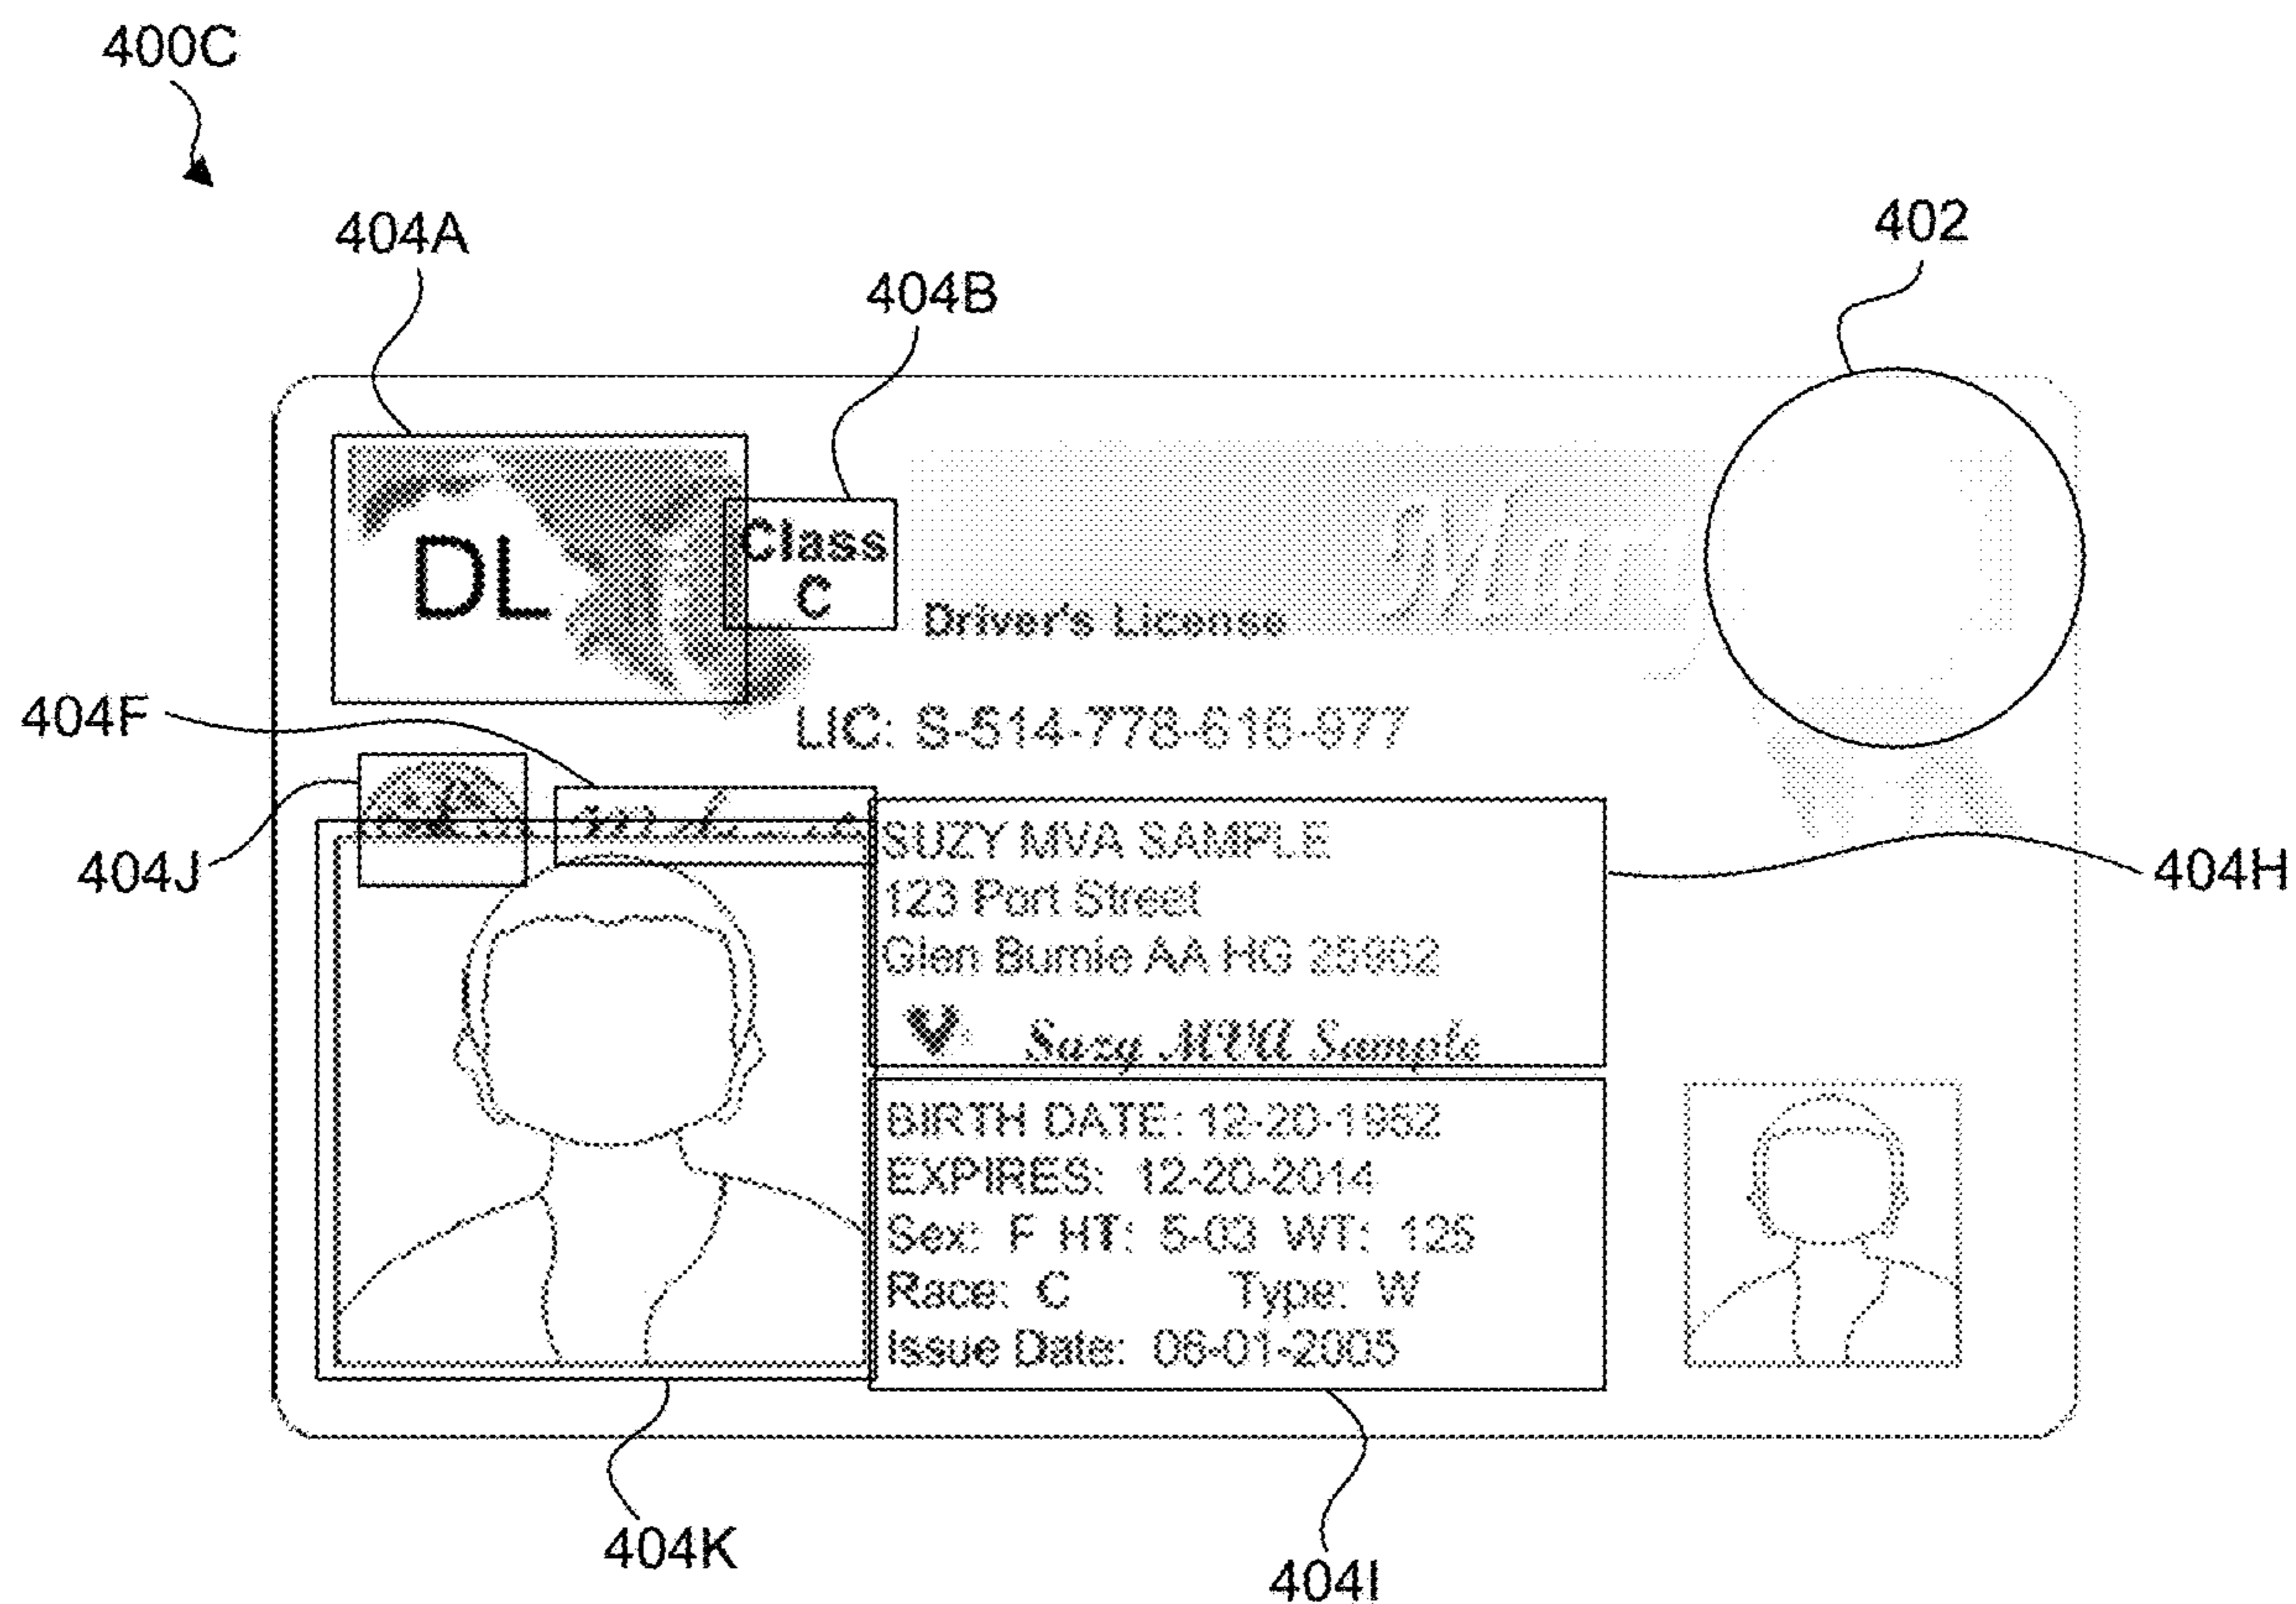 400C
404A
402
404B
DL
Class
C
Driver's License
404F
LIC: S-514-778-616-977
404J
SUZY MVA SAMPLE
404H
123 Port Street
Glen Burnie AA HG 25962
Suzy MVA Sample
BIRTH DATE: 12-20-1962
EXPIRES: 12-20-2014
Sex: F HT: 5-03 WT: 125
Race: C Type: W
Issue Date: 06-01-2005
404K
404I